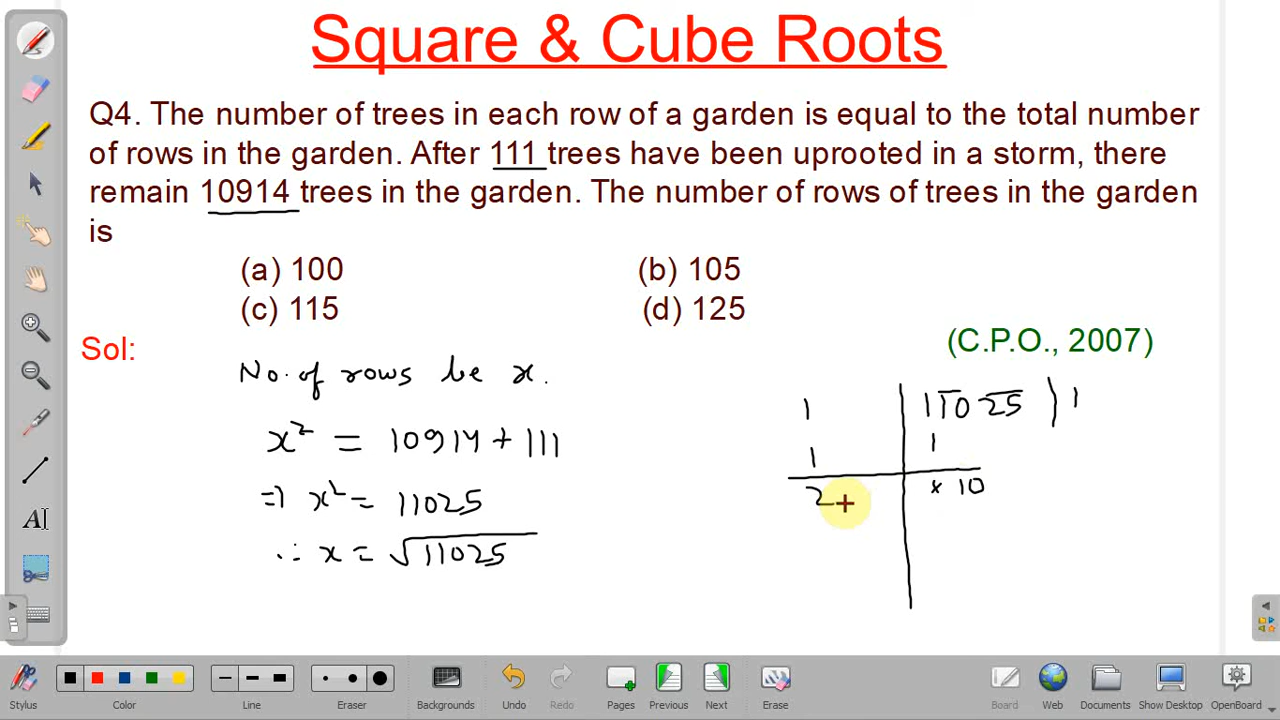 Square & Cube Roots
Q4. The number of trees in each row of a garden is equal to the total number
of rows in the garden. After 111 trees have been uprooted in a storm, there
remain 10914 trees in the garden. The number of rows of trees in the garden
is
(a) 100 (b) 105
(c) 115 (d) 125
(C.P.O., 2007)
Sol:
No. of rows be x.
x² = 10914 + 111
⇒ x² = 11025
∴ x = √11025
1 | 11025 ) 1
1 | 1
2 | × 10
Stylus
Color
Line
Eraser
Backgrounds
Undo
Redo
Pages
Previous
Next
Erase
Board
Web
Documents
Show Desktop
OpenBoard